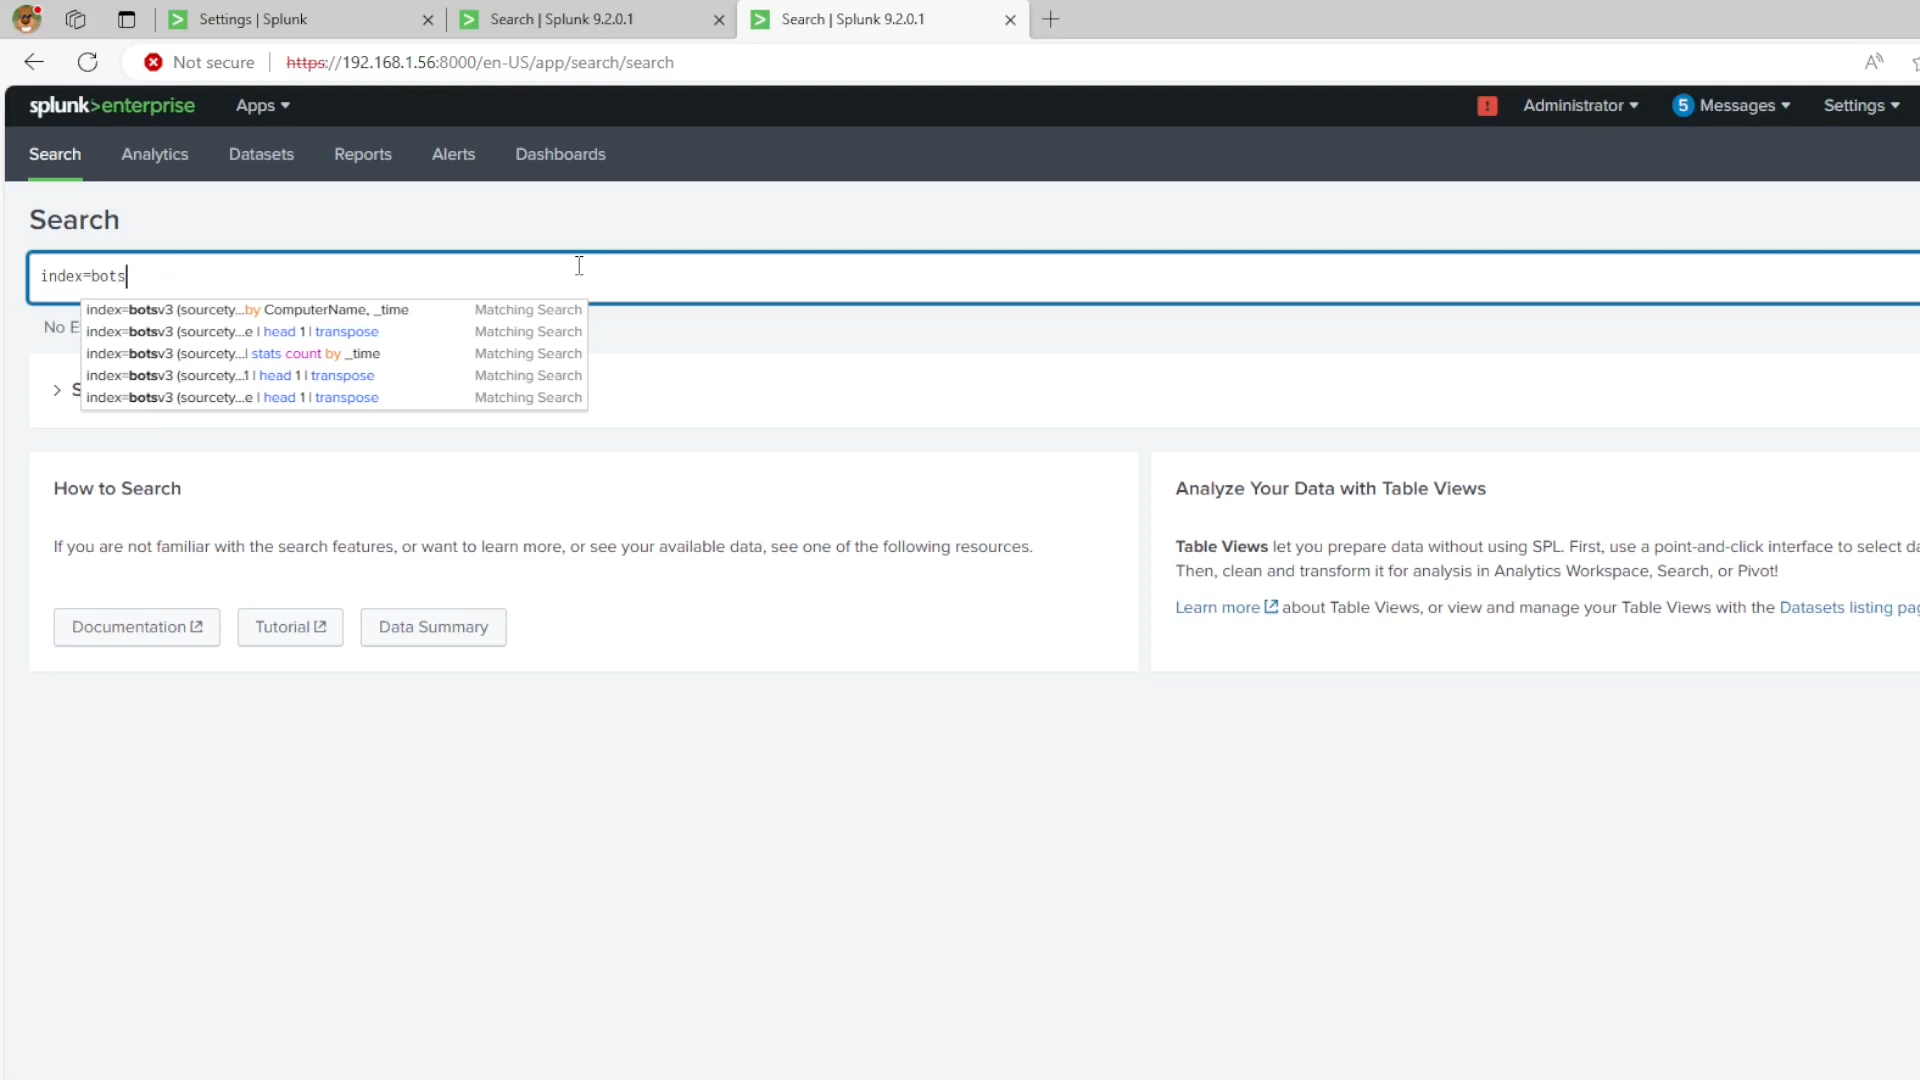 Settings | Splunk
Search | Splunk 9.2.0.1
Search | Splunk 9.2.0.1
Not secure
https://192.168.1.56:8000/en-US/app/search/search
splunk>enterprise
Apps
!
Administrator
5 Messages
Settings
Search
Analytics
Datasets
Reports
Alerts
Dashboards
Search
index=bots
index=botsv3 (sourcety...by ComputerName, _time Matching Search
index=botsv3 (sourcety...e | head 1 | transpose Matching Search
index=botsv3 (sourcety...| stats count by _time Matching Search
index=botsv3 (sourcety...1 | head 1 | transpose Matching Search
index=botsv3 (sourcety...e | head 1 | transpose Matching Search
No E
S
How to Search
If you are not familiar with the search features, or want to learn more, or see your available data, see one of the following resources.
Documentation
Tutorial
Data Summary
Analyze Your Data with Table Views
Table Views let you prepare data without using SPL. First, use a point-and-click interface to select da
Then, clean and transform it for analysis in Analytics Workspace, Search, or Pivot!
Learn more about Table Views, or view and manage your Table Views with the Datasets listing pag